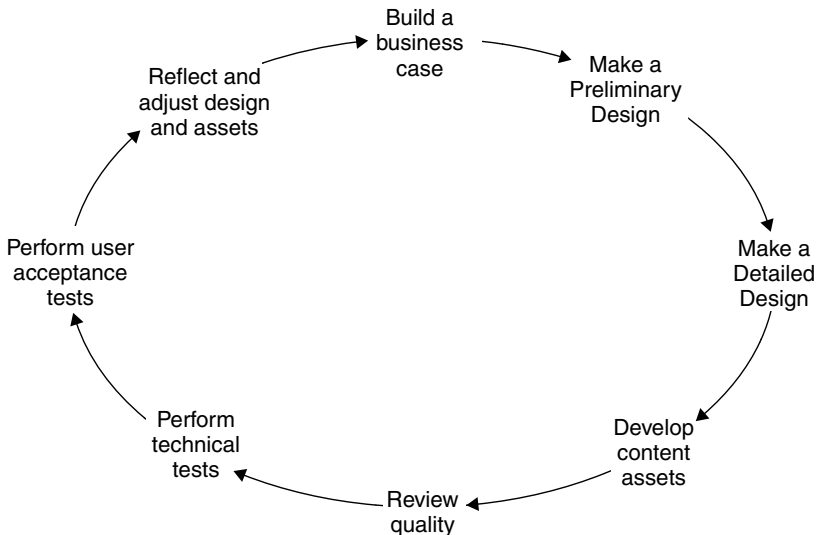 Build a
business
case
Make a
Preliminary
Design
Make a
Detailed
Design
Develop
content
assets
Review
quality
Perform
technical
tests
Perform user
acceptance
tests
Reflect and
adjust design
and assets